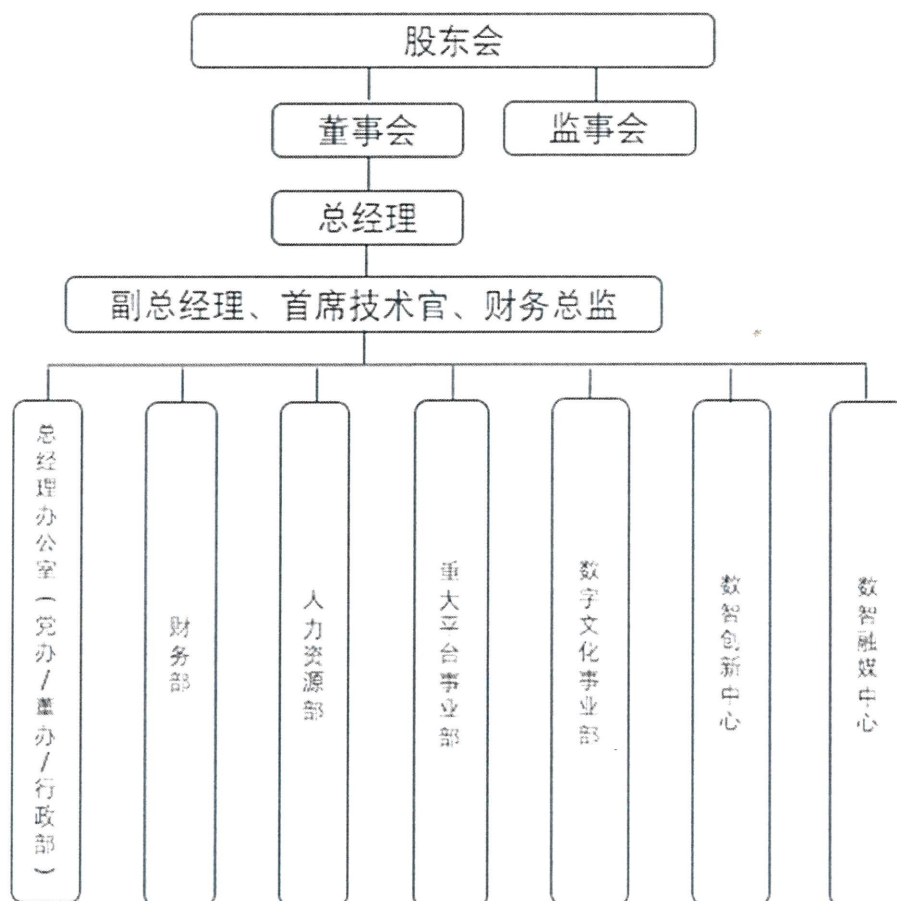 股东会
董事会
监事会
总经理
副总经理、首席技术官、财务总监
总经理办公室(党办/董办/行政部)
财务部
人力资源部
重大平台事业部
数字文化事业部
数智创新中心
数智融媒中心